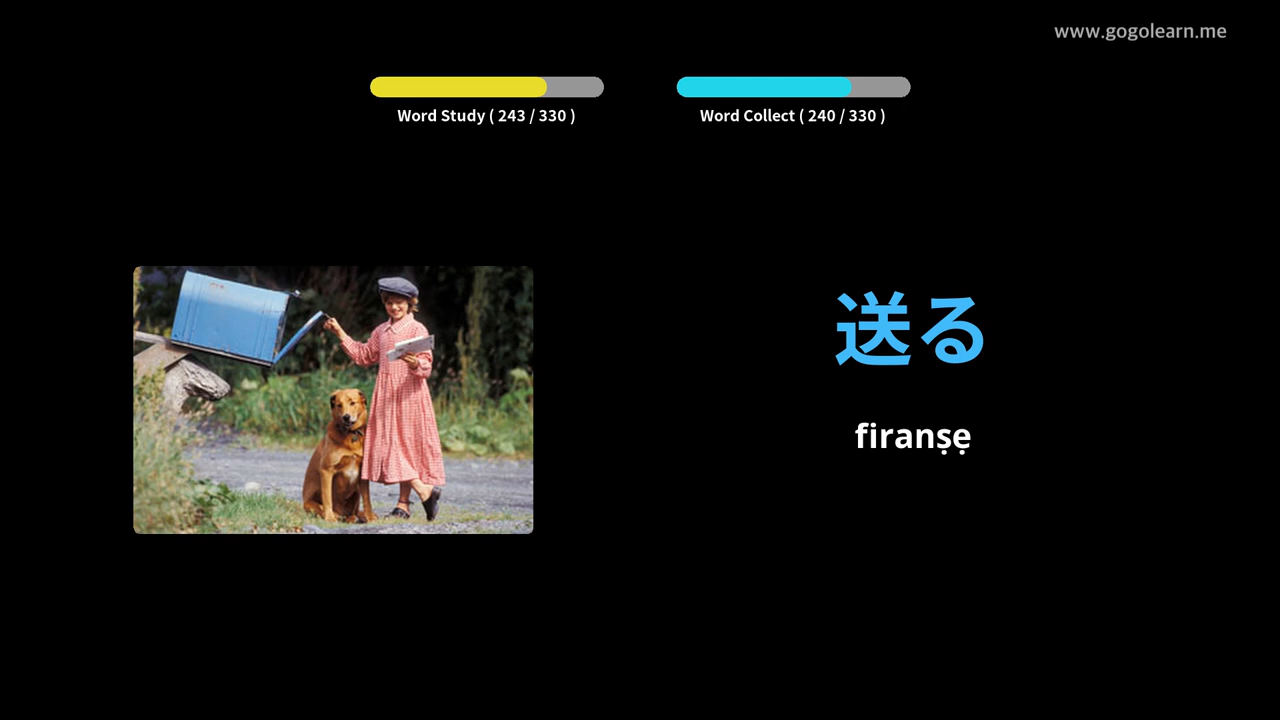 www.gogolearn.me
Word Study ( 243 / 330 )
Word Collect ( 240 / 330 )
送る
firanṣẹ